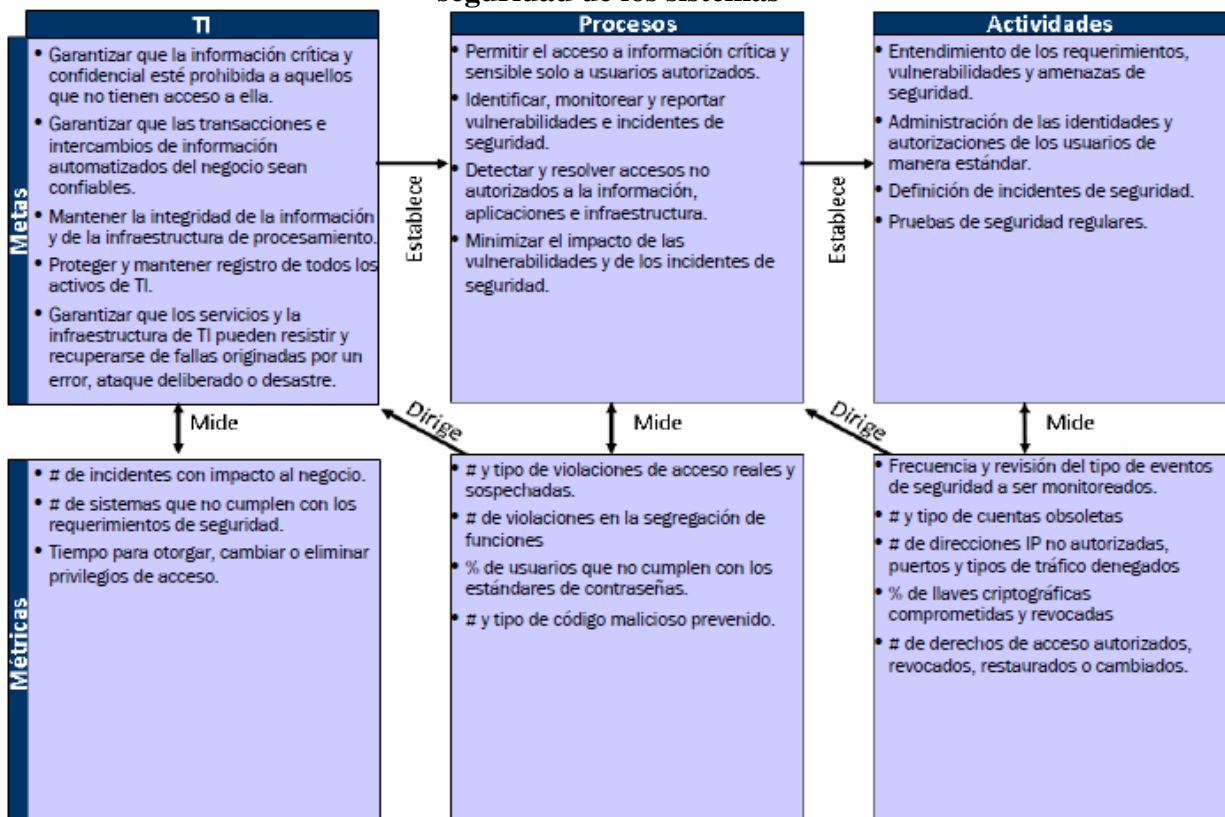 seguridad de los sistemas
TI
Metas
• Garantizar que la información crítica y
confidencial esté prohibida a aquellos
que no tienen acceso a ella.
• Garantizar que las transacciones e
intercambios de información
automatizados del negocio sean
confiables.
• Mantener la integridad de la información
y de la infraestructura de procesamiento.
• Proteger y mantener registro de todos los
activos de TI.
• Garantizar que los servicios y la
infraestructura de TI pueden resistir y
recuperarse de fallas originadas por un
error, ataque deliberado o desastre.
Establece
Procesos
• Permitir el acceso a información crítica y
sensible solo a usuarios autorizados.
• Identificar, monitorear y reportar
vulnerabilidades e incidentes de
seguridad.
• Detectar y resolver accesos no
autorizados a la información,
aplicaciones e infraestructura.
• Minimizar el impacto de las
vulnerabilidades y de los incidentes de
seguridad.
Establece
Actividades
• Entendimiento de los requerimientos,
vulnerabilidades y amenazas de
seguridad.
• Administración de las identidades y
autorizaciones de los usuarios de
manera estándar.
• Definición de incidentes de seguridad.
• Pruebas de seguridad regulares.
Mide
Dirige
Mide
Dirige
Mide
Métricas
• # de incidentes con impacto al negocio.
• # de sistemas que no cumplen con los
requerimientos de seguridad.
• Tiempo para otorgar, cambiar o eliminar
privilegios de acceso.
• # y tipo de violaciones de acceso reales y
sospechadas.
• # de violaciones en la segregación de
funciones
• % de usuarios que no cumplen con los
estándares de contraseñas.
• # y tipo de código malicioso prevenido.
• Frecuencia y revisión del tipo de eventos
de seguridad a ser monitoreados.
• # y tipo de cuentas obsoletas
• # de direcciones IP no autorizadas,
puertos y tipos de tráfico denegados
• % de llaves criptográficas
comprometidas y revocadas
• # de derechos de acceso autorizados,
revocados, restaurados o cambiados.